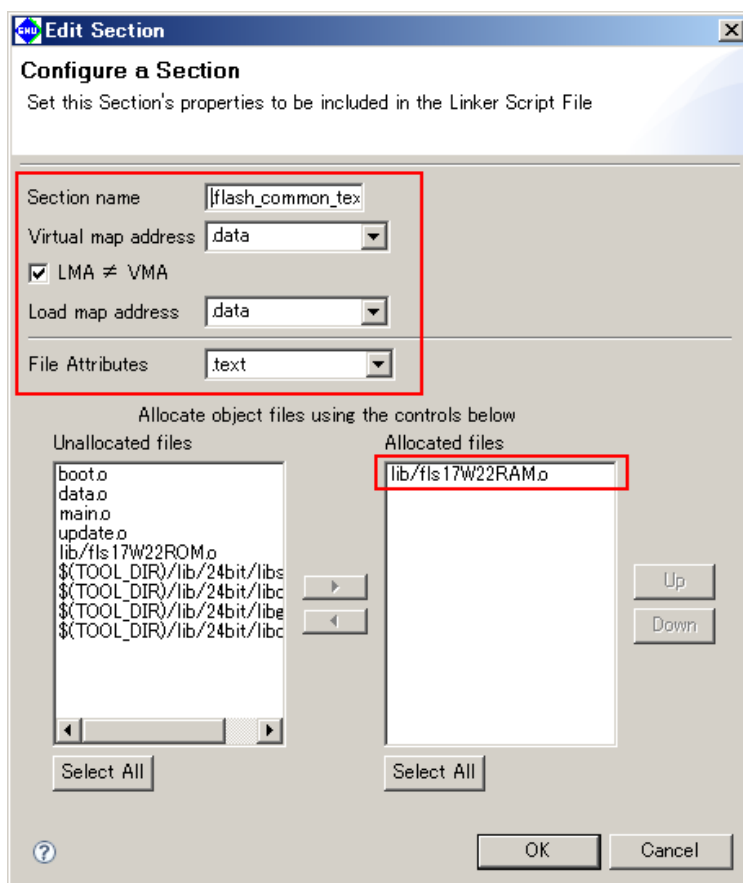 GNU Edit Section
Configure a Section
Set this Section's properties to be included in the Linker Script File
Section name .flash_common_tex
Virtual map address .data
LMA ≠ VMA
Load map address .data
File Attributes .text
Allocate object files using the controls below
Unallocated files Allocated files
boot.o lib/fls17W22RAM.o
data.o
main.o
update.o
lib/fls17W22ROM.o
$(TOOL_DIR)/lib/24bit/libs
$(TOOL_DIR)/lib/24bit/libc
$(TOOL_DIR)/lib/24bit/libg
$(TOOL_DIR)/lib/24bit/libc
Up
Down
Select All Select All
? OK Cancel